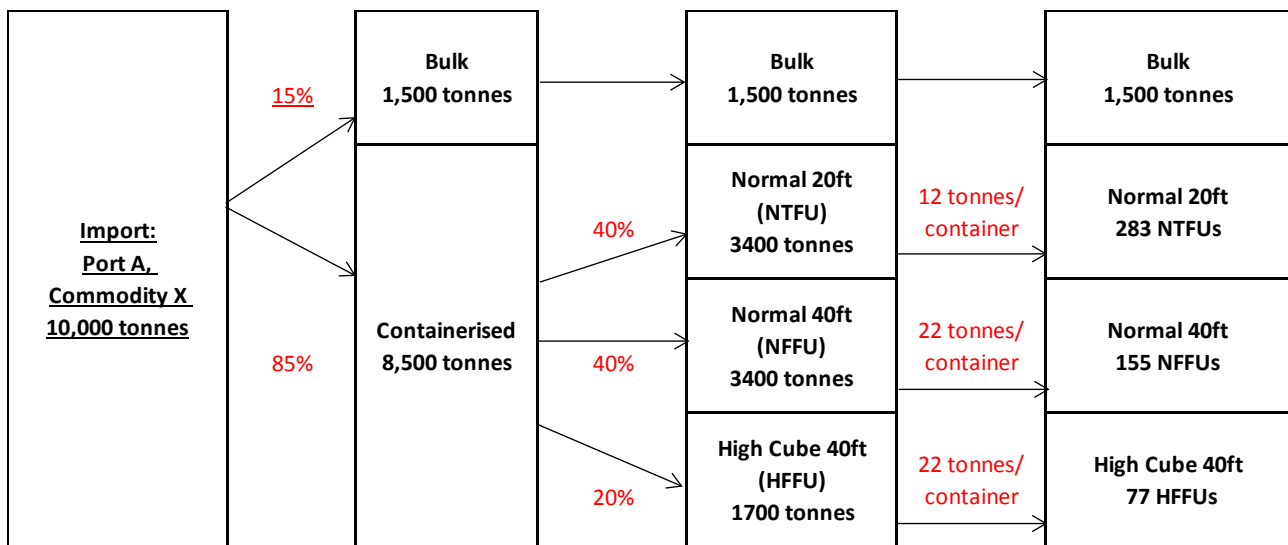 Import:
Port A,
Commodity X
10,000 tonnes
15%
85%
Bulk
1,500 tonnes
Containerised
8,500 tonnes
40%
40%
20%
Bulk
1,500 tonnes
Normal 20ft
(NTFU)
3400 tonnes
Normal 40ft
(NFFU)
3400 tonnes
High Cube 40ft
(HFFU)
1700 tonnes
12 tonnes/
container
22 tonnes/
container
22 tonnes/
container
Bulk
1,500 tonnes
Normal 20ft
283 NTFUs
Normal 40ft
155 NFFUs
High Cube 40ft
77 HFFUs